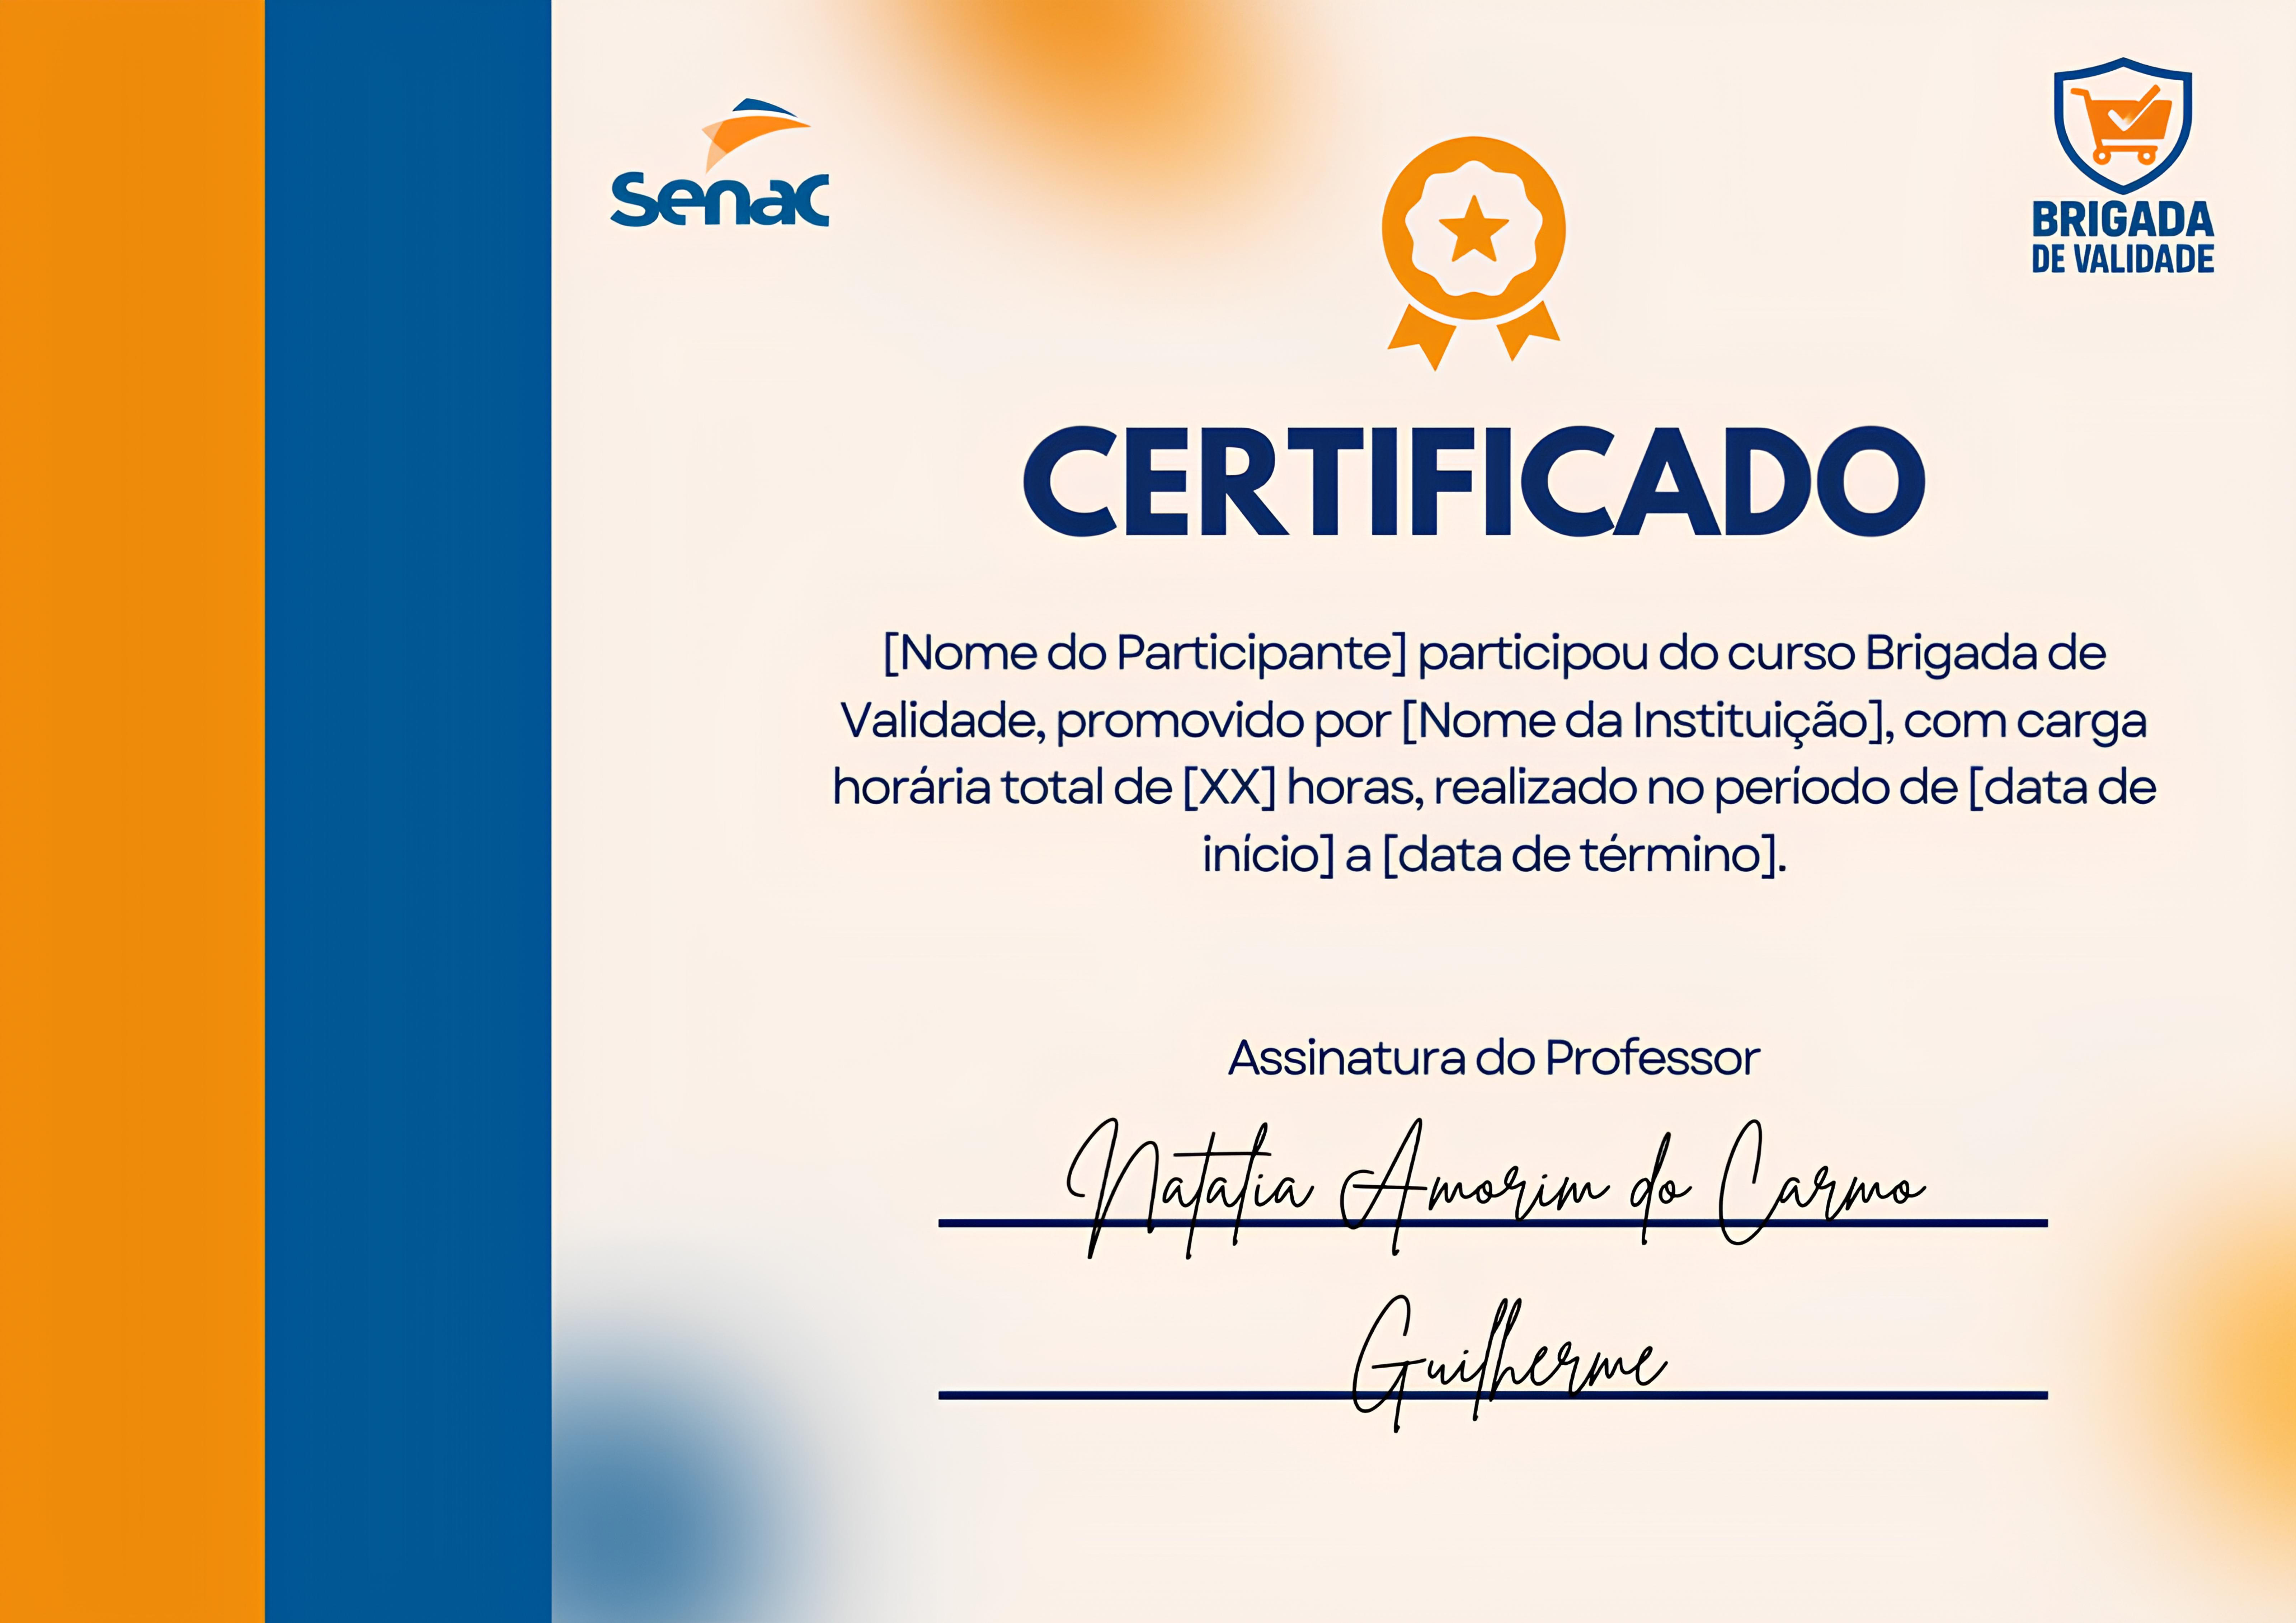 Senac
BRIGADA
DE VALIDADE
CERTIFICADO
[Nome do Participante] participou do curso Brigada de
Validade, promovido por [Nome da Instituição], com carga
horária total de [XX] horas, realizado no período de [data de
início] a [data de término].
Assinatura do Professor
Natatia Amorim do Carmo
Guilherme